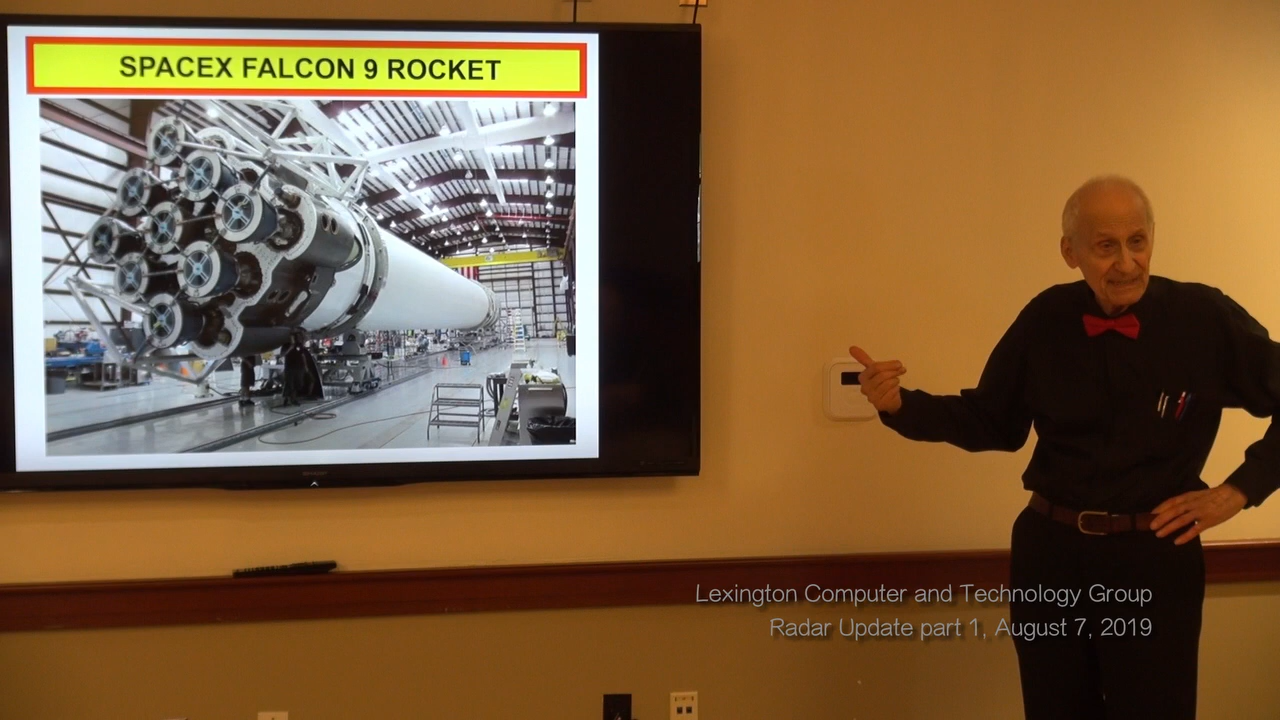 SPACEX FALCON 9 ROCKET
Lexington Computer and Technology Group
Radar Update part 1, August 7, 2019